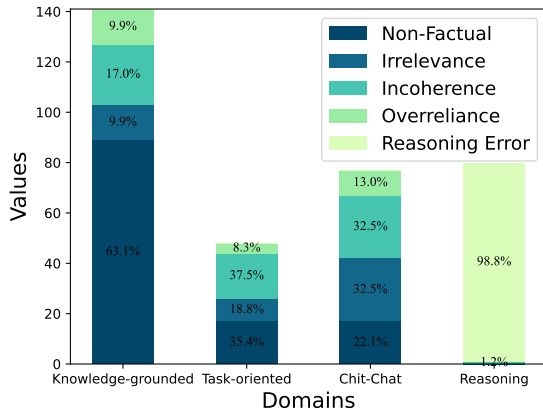 Non-Factual
Irrelevance
Incoherence
Overreliance
Reasoning Error
Values
140
120
100
80
60
40
20
0
9.9%
17.0%
9.9%
63.1%
8.3%
37.5%
18.8%
35.4%
13.0%
32.5%
32.5%
22.1%
98.8%
1.2%
Knowledge-grounded Task-oriented Chit-Chat Reasoning
Domains